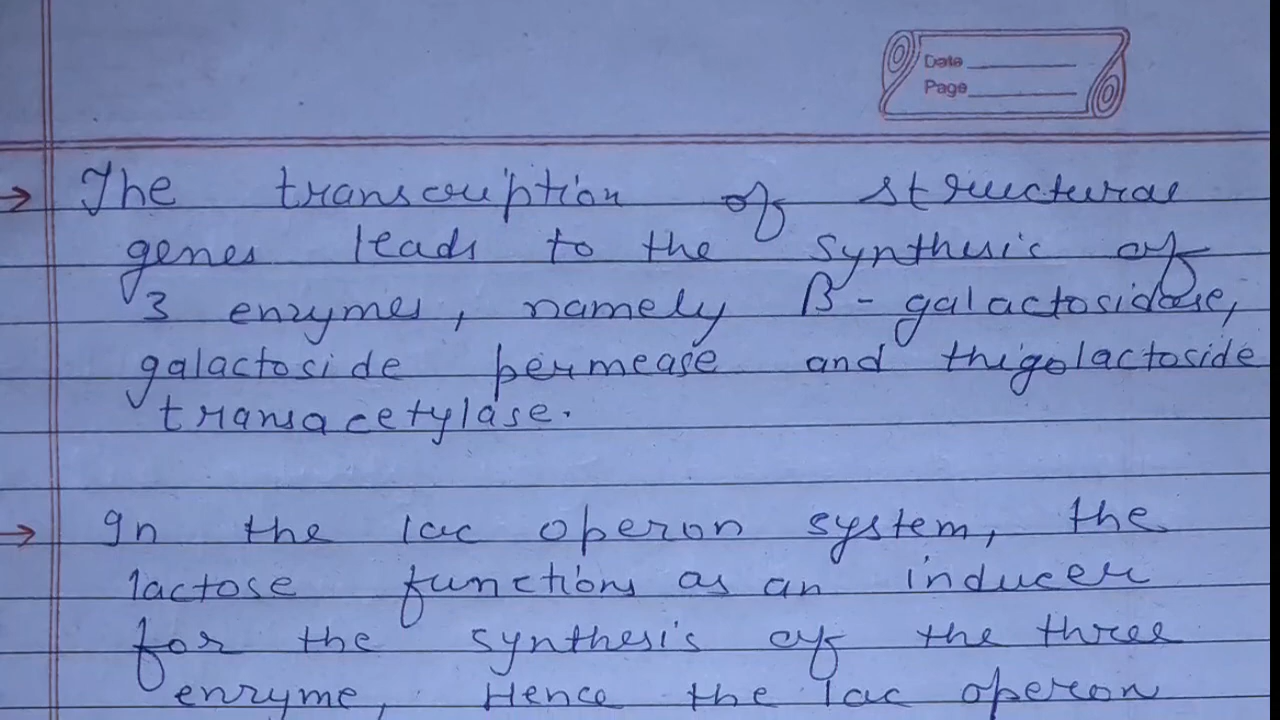 Date
Page
→ The transcription of structural
genes leads to the synthesis of
3 enzymes, namely β-galactosidase,
galactoside permease and thigolactoside
transacetylase.
→ In the lac operon system, the
lactose functions as an inducer
for the synthesis of the three
enzyme, Hence the lac operon